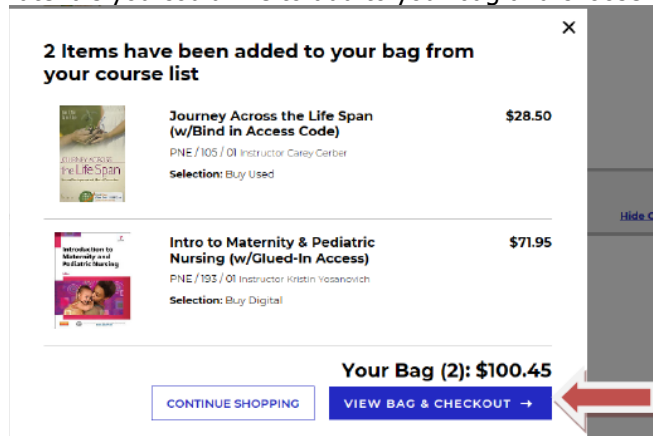 2 Items have been added to your bag from
your course list
Journey Across the Life Span
(w/Bind in Access Code)
$28.50
PNE / 105 / 01 Instructor Carey Gerber
Selection: Buy Used
JOURNEY ACROSS
the Life Span
Intro to Maternity & Pediatric
Nursing (w/Glued-In Access)
$71.95
PNE / 193 / 01 Instructor Kristin Yosanovich
Selection: Buy Digital
Introduction to
Maternity and
Pediatric Nursing
Hide
Your Bag (2): $100.45
CONTINUE SHOPPING
VIEW BAG & CHECKOUT →